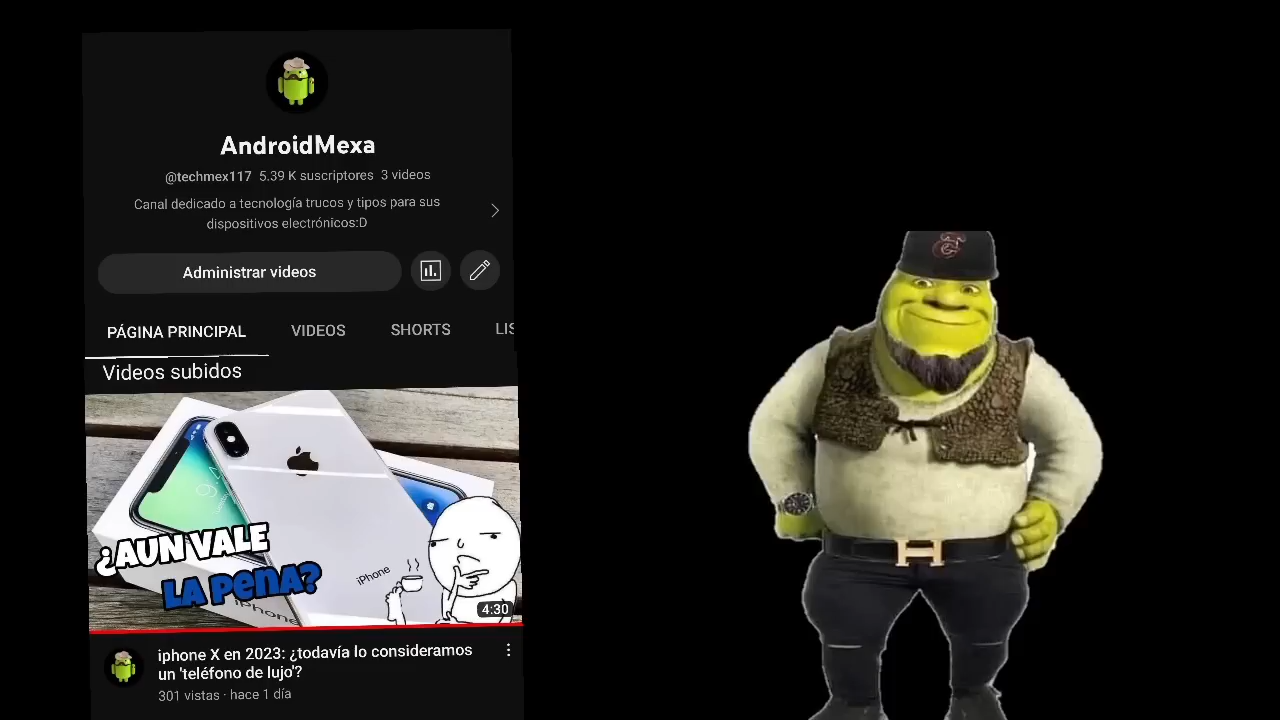 AndroidMexa
@techmex117 5.39 K suscriptores 3 videos
Canal dedicado a tecnología trucos y tipos para sus
dispositivos electrónicos:D
Administrar videos
PÁGINA PRINCIPAL VIDEOS SHORTS LIS
Videos subidos
¿AUN VALE
LA PENA?
iPhone
iPhone
4:30
iphone X en 2023: ¿todavía lo consideramos
un 'teléfono de lujo'?
301 vistas · hace 1 día